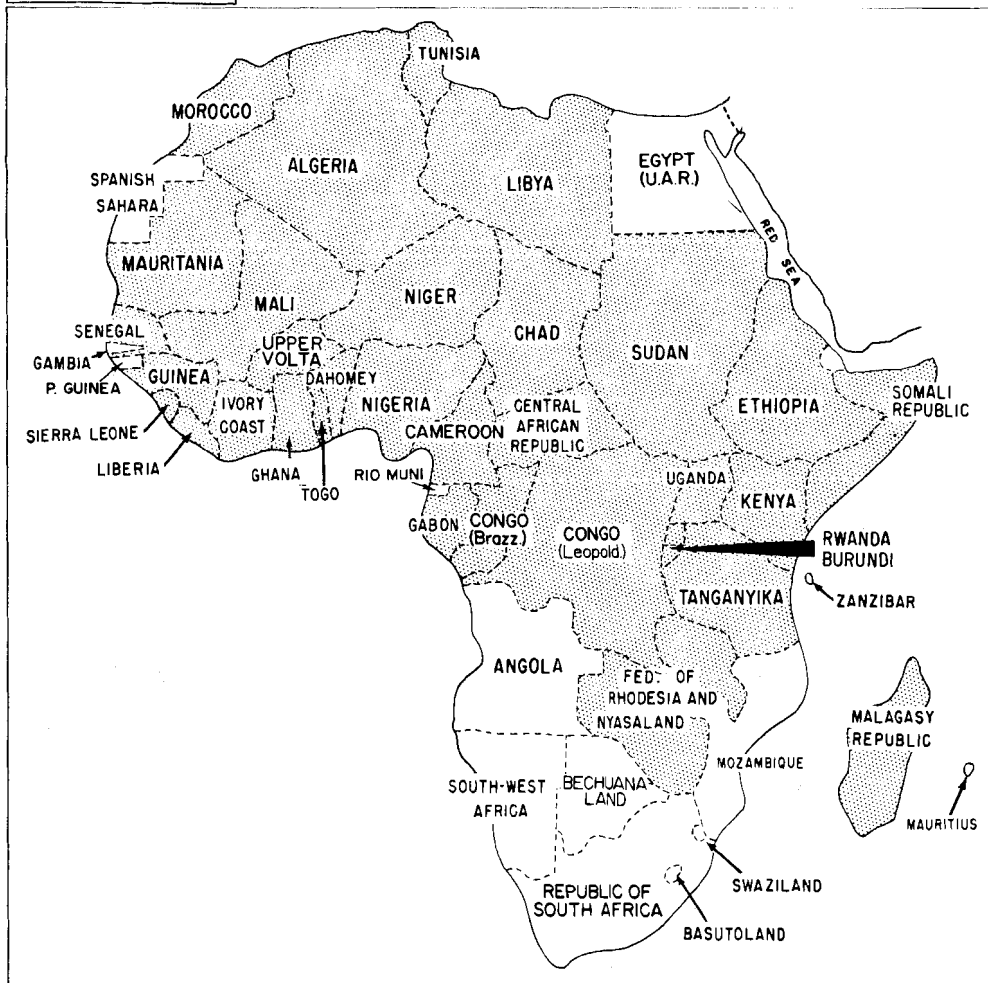 TUNISIA
MOROCCO
ALGERIA
LIBYA
EGYPT
(U.A.R.)
SPANISH
SAHARA
RED SEA
MAURITANIA
MALI
NIGER
CHAD
SUDAN
SENEGAL
GAMBIA
P. GUINEA
GUINEA
UPPER
VOLTA
DAHOMEY
NIGERIA
IVORY
COAST
SIERRA LEONE
LIBERIA
GHANA
TOGO
CAMEROON
CENTRAL
AFRICAN
REPUBLIC
ETHIOPIA
SOMALI
REPUBLIC
RIO MUNI
GABON
CONGO
(Brazz.)
CONGO
(Leopold.)
UGANDA
KENYA
RWANDA
BURUNDI
TANGANYIKA
ZANZIBAR
ANGOLA
FED. OF
RHODESIA AND
NYASALAND
MALAGASY
REPUBLIC
MOZAMBIQUE
MAURITIUS
SOUTH-WEST
AFRICA
BECHUANA
LAND
SWAZILAND
REPUBLIC OF
SOUTH AFRICA
BASUTOLAND